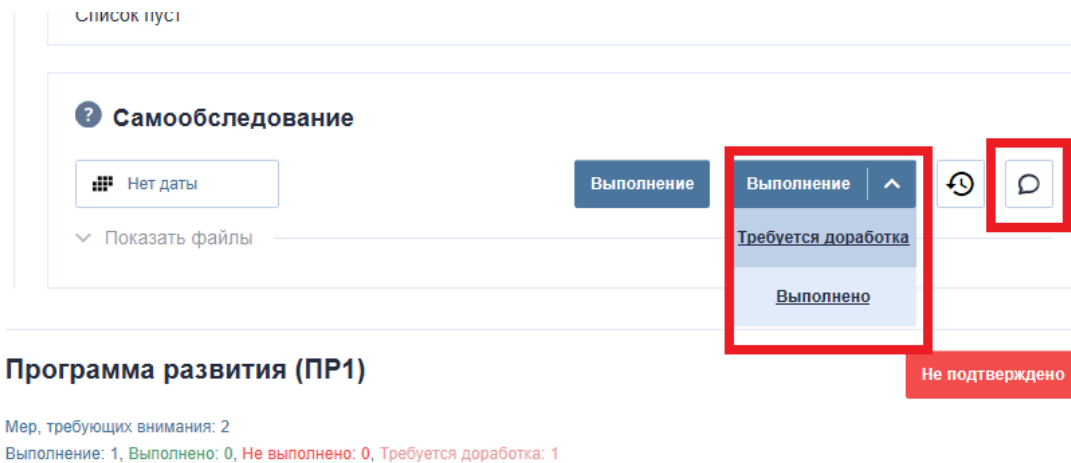 Список пуст
? Самообследование
Нет даты Выполнение Выполнение
Показать файлы Требуется доработка
Выполнено
Программа развития (ПР1) Не подтверждено
Мер, требующих внимания: 2
Выполнение: 1, Выполнено: 0, Не выполнено: 0, Требуется доработка: 1